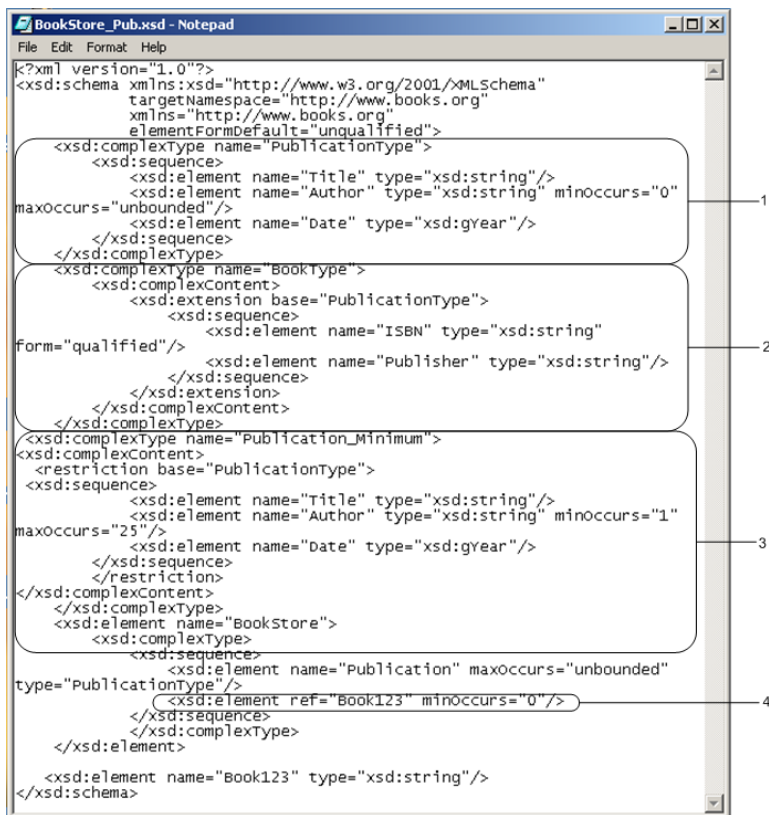 BookStore_Pub.xsd - Notepad
File Edit Format Help
<?xml version="1.0"?>
<xsd:schema xmlns:xsd="http://www.w3.org/2001/XMLSchema"
targetNamespace="http://www.books.org"
xmlns="http://www.books.org"
elementFormDefault="unqualified">
<xsd:complexType name="PublicationType">
<xsd:sequence>
<xsd:element name="Title" type="xsd:string"/>
<xsd:element name="Author" type="xsd:string" minOccurs="0"
maxOccurs="unbounded"/>
1
<xsd:element name="Date" type="xsd:gYear"/>
</xsd:sequence>
</xsd:complexType>
<xsd:complexType name="BookType">
<xsd:complexContent>
<xsd:extension base="PublicationType">
<xsd:sequence>
<xsd:element name="ISBN" type="xsd:string"
form="qualified"/>
2
<xsd:element name="Publisher" type="xsd:string"/>
</xsd:sequence>
</xsd:extension>
</xsd:complexContent>
</xsd:complexType>
<xsd:complexType name="Publication_Minimum">
<xsd:complexContent>
<restriction base="PublicationType">
<xsd:sequence>
<xsd:element name="Title" type="xsd:string"/>
<xsd:element name="Author" type="xsd:string" minOccurs="1"
maxOccurs="25"/>
<xsd:element name="Date" type="xsd:gYear"/>
3
</xsd:sequence>
</restriction>
</xsd:complexContent>
</xsd:complexType>
<xsd:element name="BookStore">
<xsd:complexType>
<xsd:sequence>
<xsd:element name="Publication" maxOccurs="unbounded"
type="PublicationType"/>
<xsd:element ref="Book123" minOccurs="0"/>
4
</xsd:sequence>
</xsd:complexType>
</xsd:element>
<xsd:element name="Book123" type="xsd:string"/>
</xsd:schema>